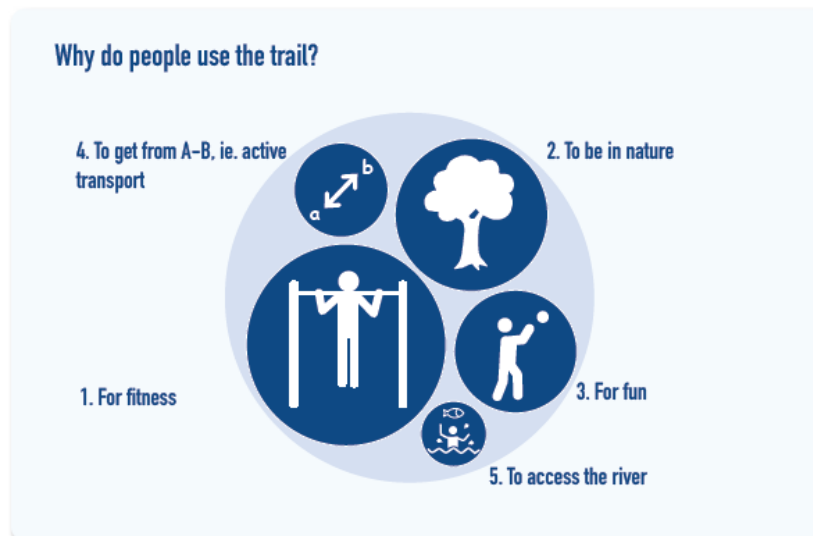 Why do people use the trail?
4. To get from A-B, ie. active
transport
2. To be in nature
b
a
1. For fitness
3. For fun
5. To access the river